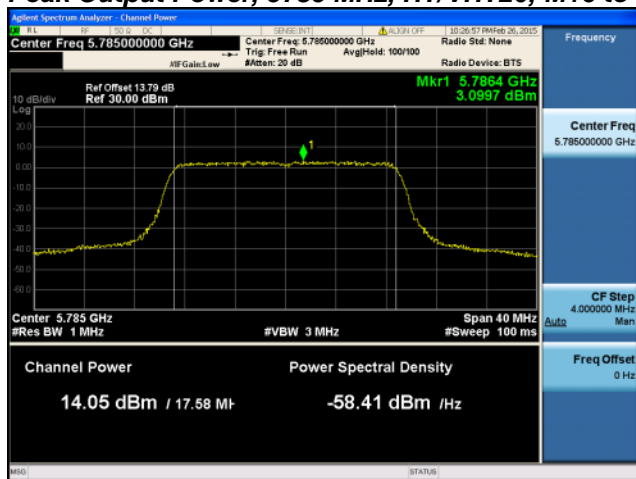 Peak Output Power, 5785 MHz, HT/VHT20, M16 to
Agilent Spectrum Analyzer - Channel Power
RL RF 50 Ω DC SENSE:INT ALIGN OFF 10:26:57 PM Feb 26, 2015
Center Freq 5.785000000 GHz Center Freq: 5.785000000 GHz Radio Std: None Frequency
Trig: Free Run Avg|Hold: 100/100
#IFGain:Low #Atten: 20 dB Radio Device: BTS
Ref Offset 13.79 dB Mkr1 5.7864 GHz
10 dB/div Ref 30.00 dBm 3.0997 dBm
Log
20.0
10.0
0.00
-10.0
-20.0
-30.0
-40.0
-50.0
-60.0
1
Center Freq
5.785000000 GHz
Center 5.785 GHz Span 40 MHz
#Res BW 1 MHz #VBW 3 MHz #Sweep 100 ms
CF Step
4.000000 MHz
Auto Man
Channel Power Power Spectral Density
14.05 dBm / 17.58 MH -58.41 dBm /Hz
Freq Offset
0 Hz
MSG STATUS